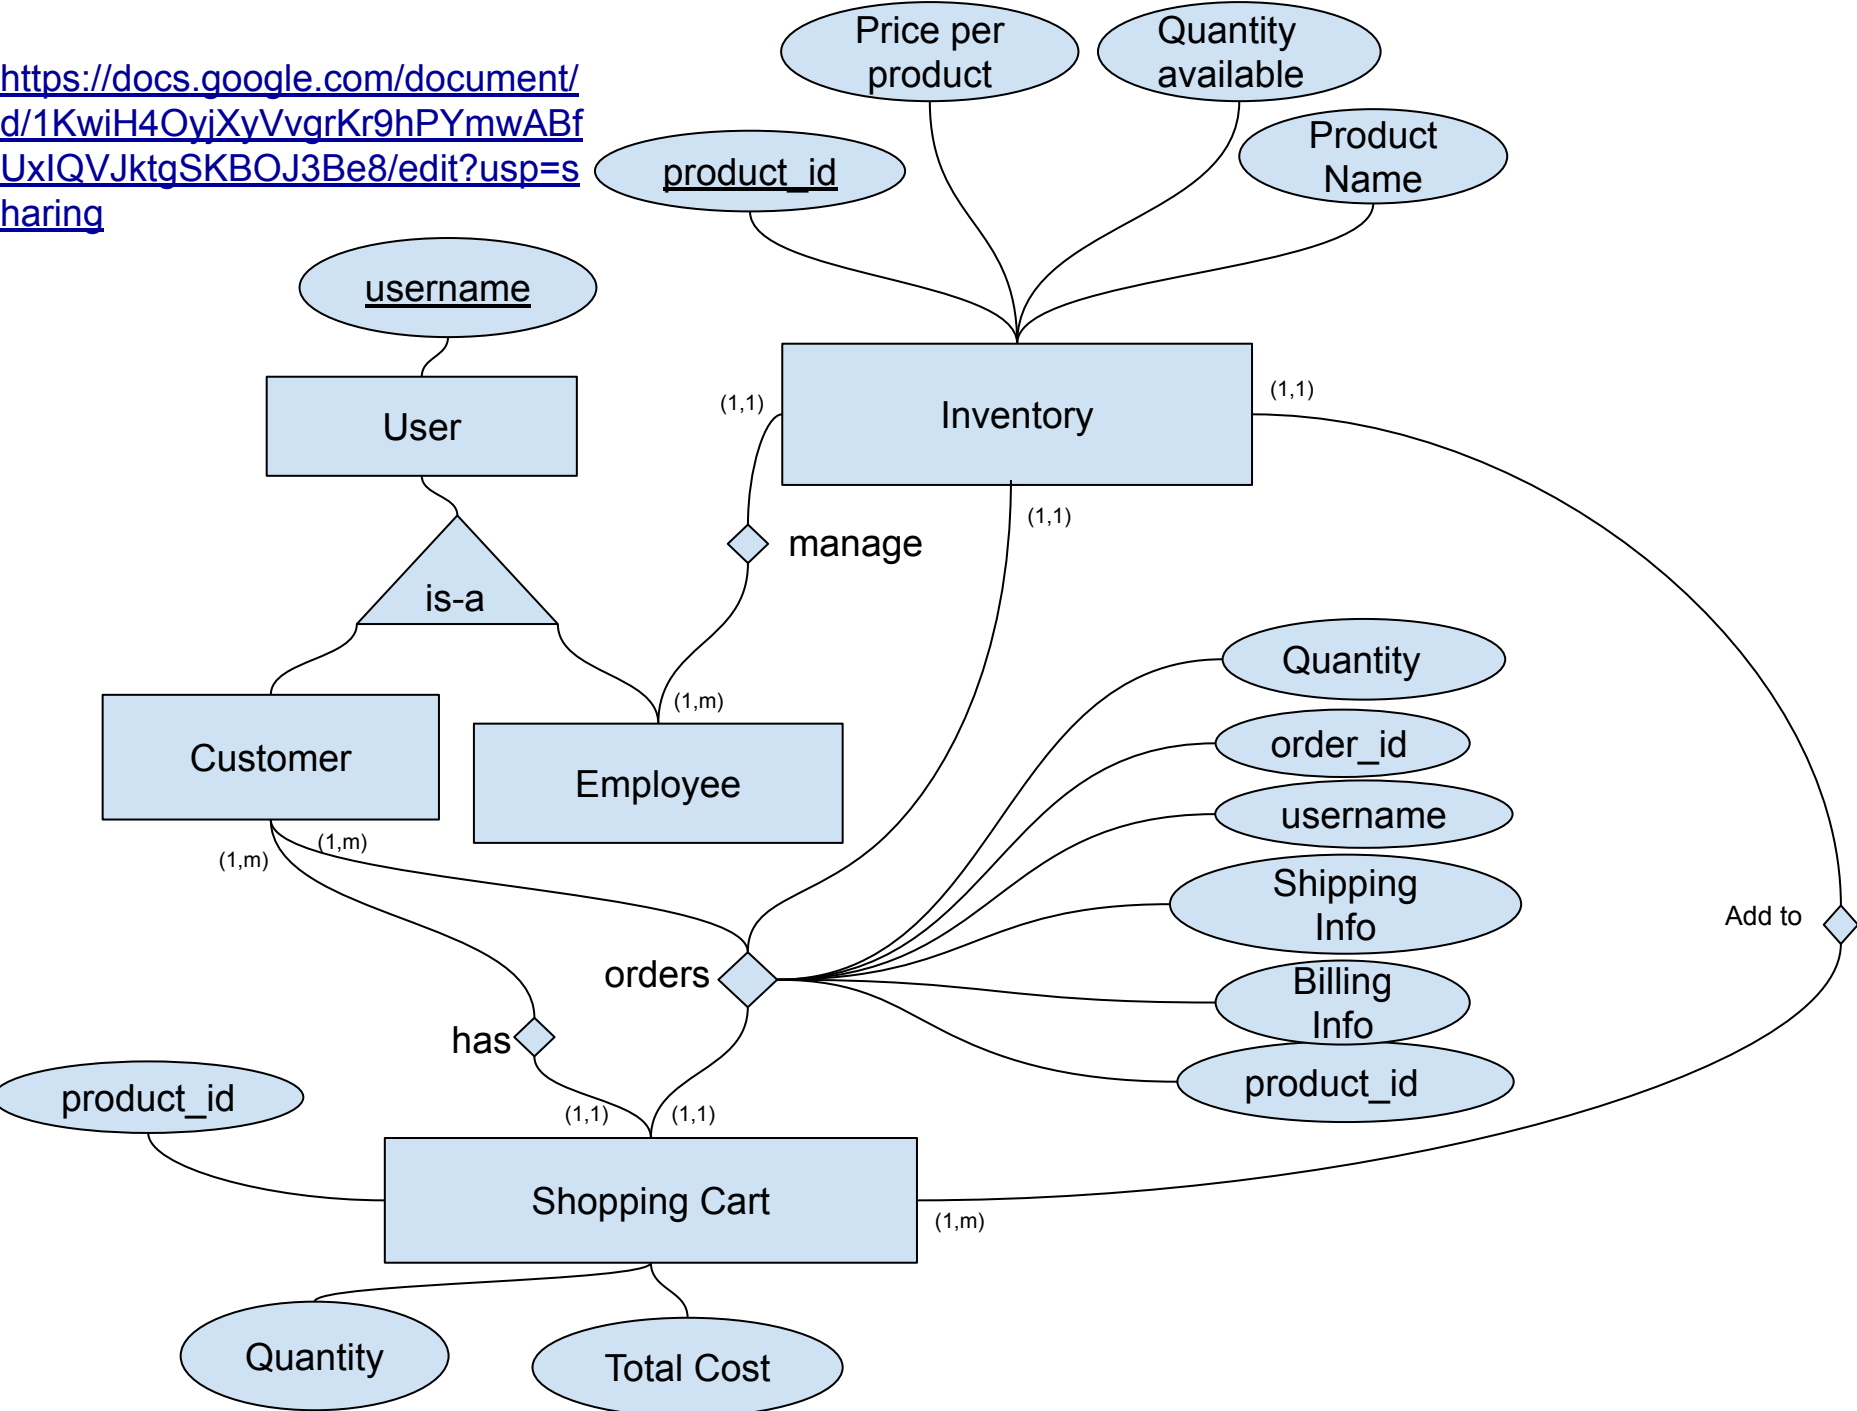 https://docs.google.com/document/
d/1KwiH4OyjXyVvgrKr9hPYmwABf
UxIQVJktgSKBOJ3Be8/edit?usp=s
haring
Price per
product
Quantity
available
Product
Name
product_id
username
User
Inventory
(1,1)
(1,1)
(1,1)
manage
is-a
Quantity
(1,m)
order_id
Customer
Employee
username
(1,m)
(1,m)
Shipping
Info
Add to
orders
Billing
Info
has
product_id
product_id
(1,1)
(1,1)
Shopping Cart
(1,m)
Quantity
Total Cost